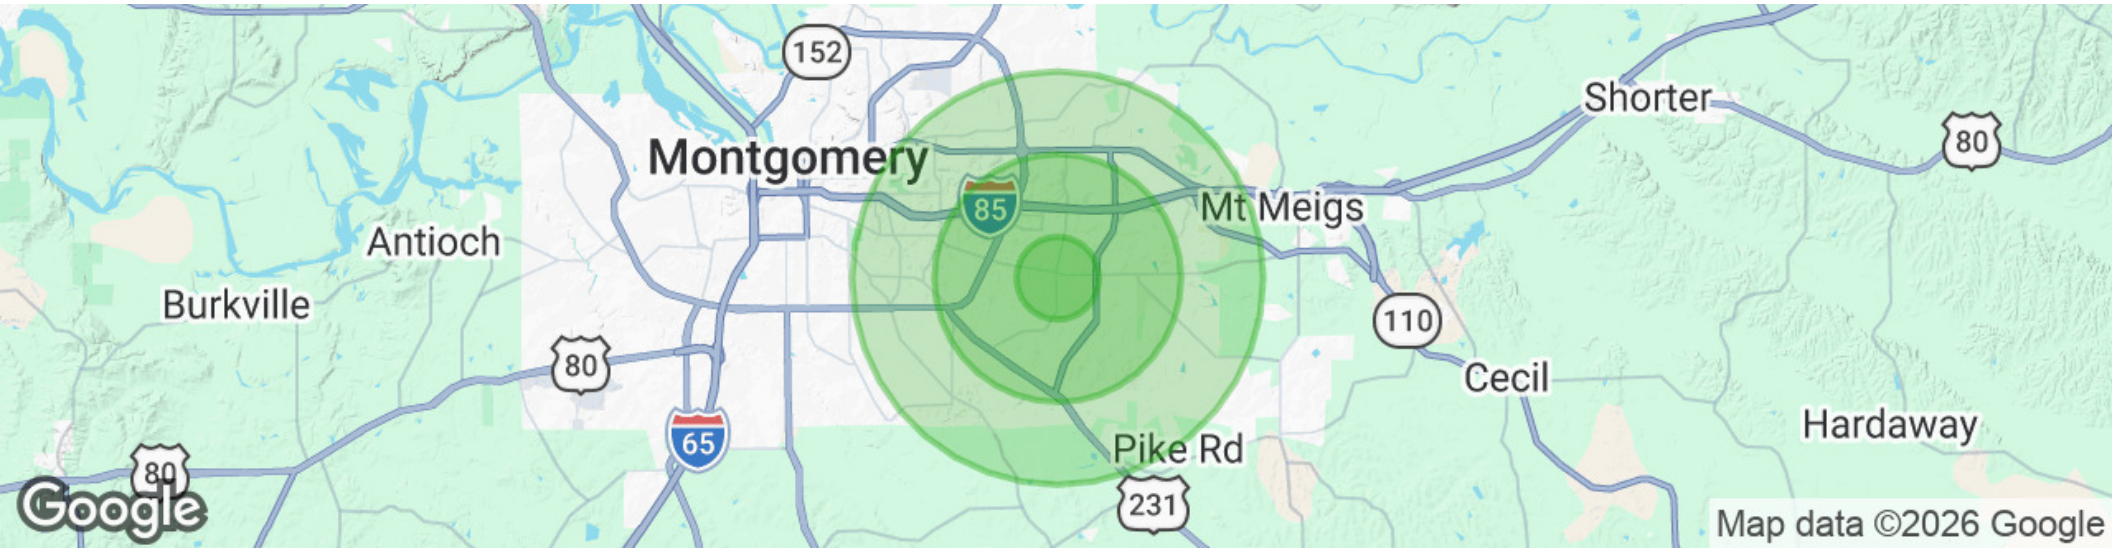 152
Shorter
80
Montgomery
85
Mt Meigs
Antioch
Burkville
110
80
Cecil
65
Hardaway
Pike Rd
80
231
Google
Map data ©2026 Google